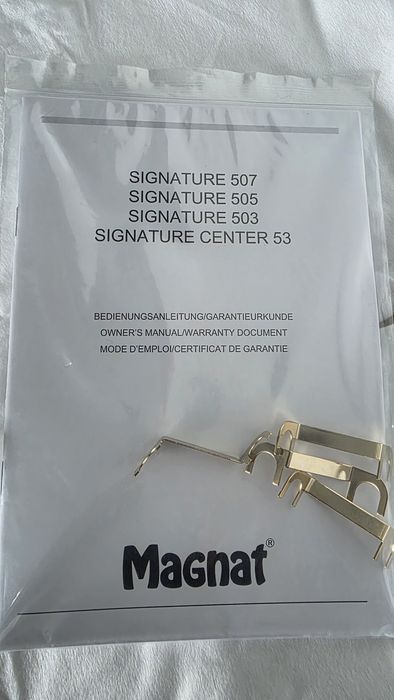 SIGNATURE 507
SIGNATURE 505
SIGNATURE 503
SIGNATURE CENTER 53
BEDIENUNGSANLEITUNG/GARANTIEURKUNDE
OWNER'S MANUAL/WARRANTY DOCUMENT
MODE D'EMPLOI/CERTIFICAT DE GARANTIE
Magnat®